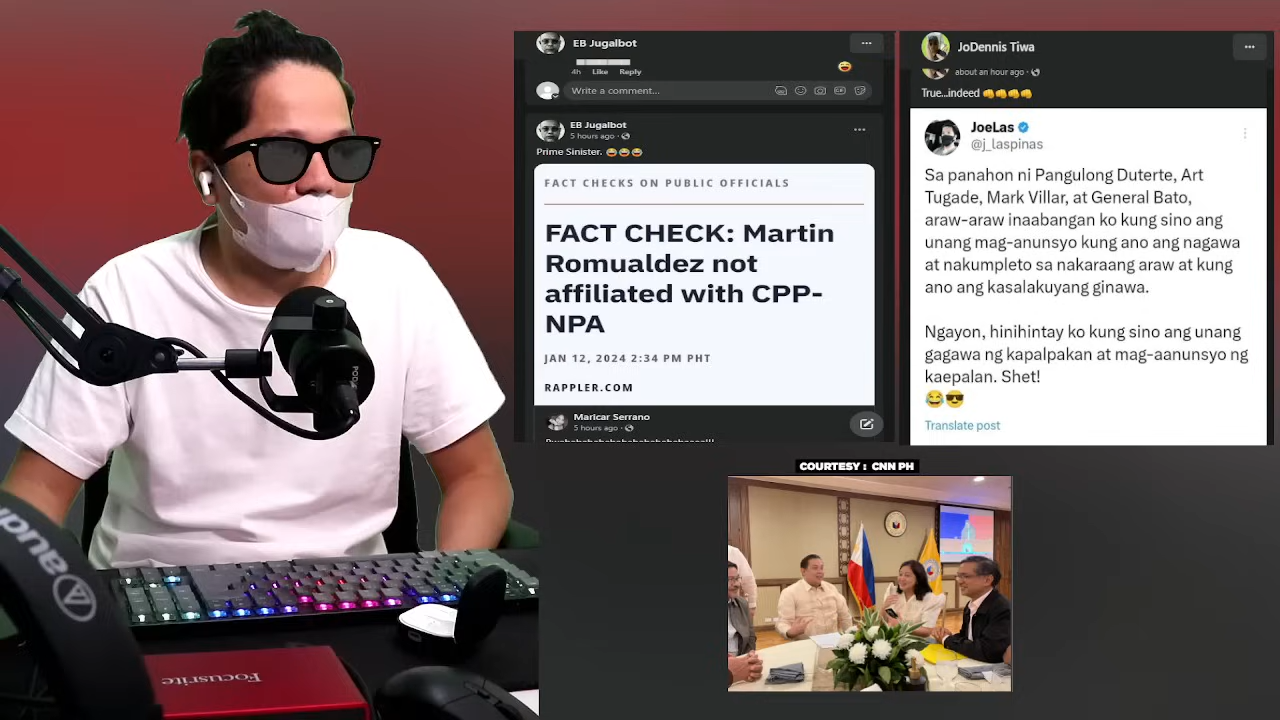 EB Jugalbot
4h Like Reply
Write a comment...
EB Jugalbot
5 hours ago
Prime Sinister. 😂😂😂
FACT CHECKS ON PUBLIC OFFICIALS
FACT CHECK: Martin
Romualdez not
affiliated with CPP-
NPA
JAN 12, 2024 2:34 PM PHT
RAPPLER.COM
Maricar Serrano
5 hours ago
JoDennis Tiwa
about an hour ago
True...indeed 👊👊👊👊
JoeLas
@j_laspinas
Sa panahon ni Pangulong Duterte, Art
Tugade, Mark Villar, at General Bato,
araw-araw inaabangan ko kung sino ang
unang mag-anunsyo kung ano ang nagawa
at nakumpleto sa nakaraang araw at kung
ano ang kasalakuyang ginawa.
Ngayon, hinihintay ko kung sino ang unang
gagawa ng kapalpakan at mag-aanunsyo ng
kaepalan. Shet!
😂😎
Translate post
COURTESY : CNN PH
Focusrite